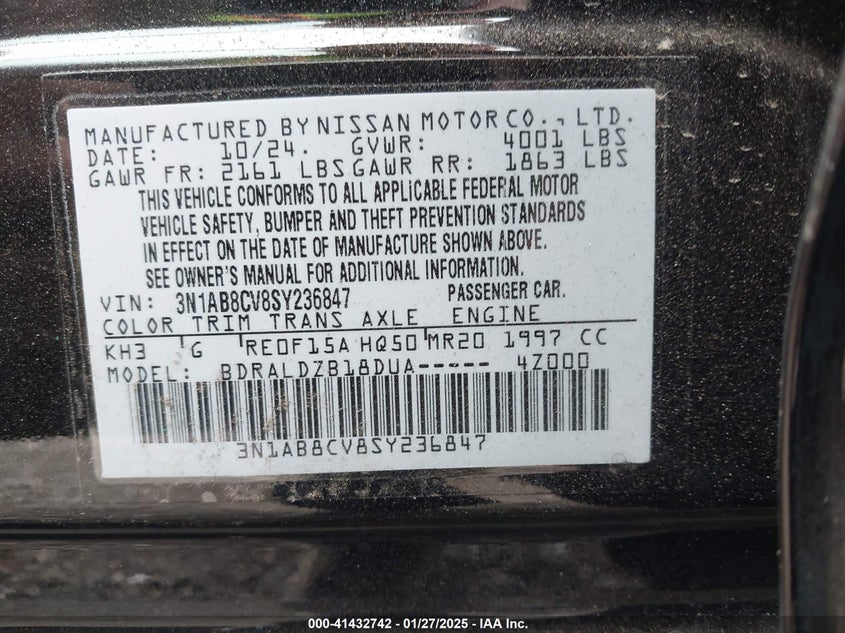 MANUFACTURED BY NISSAN MOTOR CO., LTD.
DATE: 10/24. GVWR: 4001 LBS
GAWR FR: 2161 LBS GAWR RR: 1863 LBS
THIS VEHICLE CONFORMS TO ALL APPLICABLE FEDERAL MOTOR
VEHICLE SAFETY, BUMPER AND THEFT PREVENTION STANDARDS
IN EFFECT ON THE DATE OF MANUFACTURE SHOWN ABOVE.
SEE OWNER'S MANUAL FOR ADDITIONAL INFORMATION.
VIN: 3N1AB8CV8SY236847 PASSENGER CAR.
COLOR TRIM TRANS AXLE ENGINE
KH3 G RE0F15A HQ50 MR20 1997 CC
MODEL: BDRALDZB18DUA----- 4Z000
3N1AB8CV8SY236847
000-41432742 - 01/27/2025 - IAA Inc.